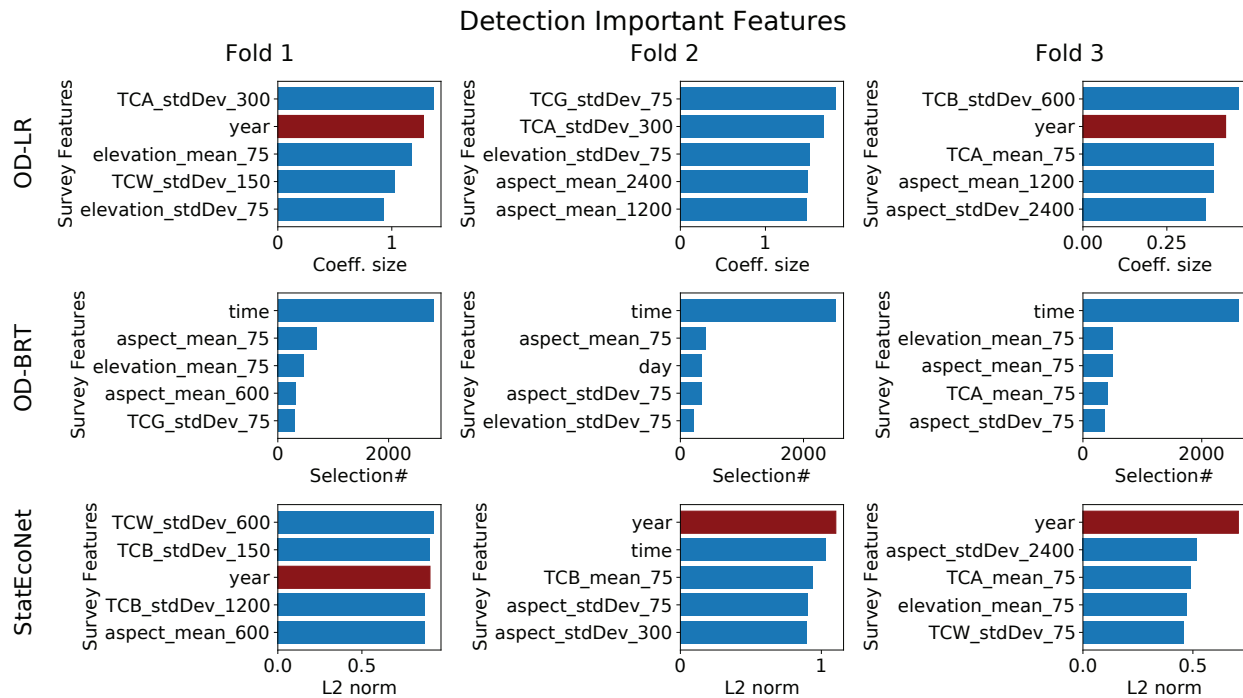 Detection Important Features
Fold 1
Fold 2
Fold 3
OD-LR
Survey Features
TCA_stdDev_300
year
elevation_mean_75
TCW_stdDev_150
elevation_stdDev_75
0 1
Coeff. size
Survey Features
TCG_stdDev_75
TCA_stdDev_300
elevation_stdDev_75
aspect_mean_2400
aspect_mean_1200
0 1
Coeff. size
Survey Features
TCB_stdDev_600
year
TCA_mean_75
aspect_mean_1200
aspect_stdDev_2400
0.00 0.25
Coeff. size
OD-BRT
Survey Features
time
aspect_mean_75
elevation_mean_75
aspect_mean_600
TCG_stdDev_75
0 2000
Selection#
Survey Features
time
aspect_mean_75
day
aspect_stdDev_75
elevation_stdDev_75
0 2000
Selection#
Survey Features
time
elevation_mean_75
aspect_mean_75
TCA_mean_75
aspect_stdDev_75
0 2000
Selection#
StatEcoNet
Survey Features
TCW_stdDev_600
TCB_stdDev_150
year
TCB_stdDev_1200
aspect_mean_600
0.0 0.5
L2 norm
Survey Features
year
time
TCB_mean_75
aspect_stdDev_75
aspect_stdDev_300
0 1
L2 norm
Survey Features
year
aspect_stdDev_2400
TCA_mean_75
elevation_mean_75
TCW_stdDev_75
0.0 0.5
L2 norm